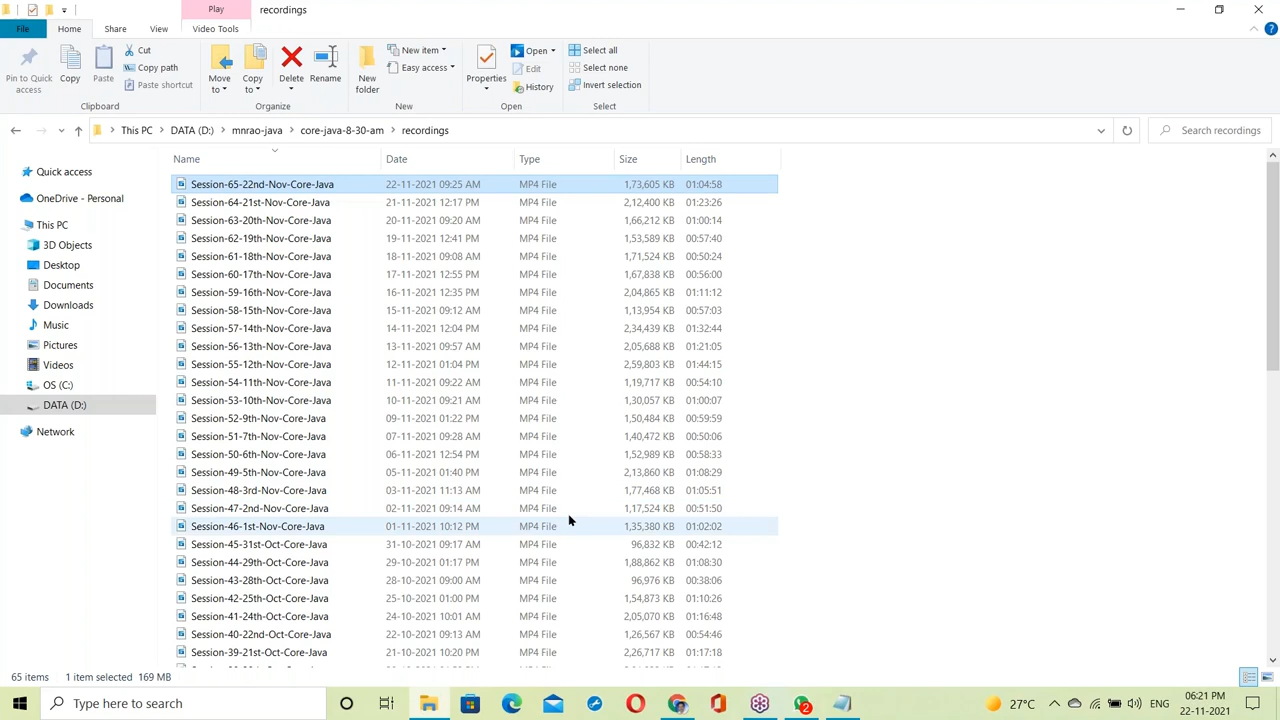 Play
recordings
File
Home
Share
View
Video Tools
Pin to Quick access
Copy
Paste
Cut
Copy path
Paste shortcut
Clipboard
Move to
Copy to
Delete
Rename
Organize
New folder
New item
Easy access
New
Properties
Open
Edit
History
Open
Select all
Select none
Invert selection
Select
This PC > DATA (D:) > mnrao-java > core-java-8-30-am > recordings
Search recordings
Quick access
OneDrive - Personal
This PC
3D Objects
Desktop
Documents
Downloads
Music
Pictures
Videos
OS (C:)
DATA (D:)
Network
Name Date Type Size Length
Session-65-22nd-Nov-Core-Java 22-11-2021 09:25 AM MP4 File 1,73,605 KB 01:04:58
Session-64-21st-Nov-Core-Java 21-11-2021 12:17 PM MP4 File 2,12,400 KB 01:23:26
Session-63-20th-Nov-Core-Java 20-11-2021 09:20 AM MP4 File 1,66,212 KB 01:00:14
Session-62-19th-Nov-Core-Java 19-11-2021 12:41 PM MP4 File 1,53,589 KB 00:57:40
Session-61-18th-Nov-Core-Java 18-11-2021 09:08 AM MP4 File 1,71,524 KB 00:50:24
Session-60-17th-Nov-Core-Java 17-11-2021 12:55 PM MP4 File 1,67,838 KB 00:56:00
Session-59-16th-Nov-Core-Java 16-11-2021 12:35 PM MP4 File 2,04,865 KB 01:11:12
Session-58-15th-Nov-Core-Java 15-11-2021 09:12 AM MP4 File 1,13,954 KB 00:57:03
Session-57-14th-Nov-Core-Java 14-11-2021 12:04 PM MP4 File 2,34,439 KB 01:32:44
Session-56-13th-Nov-Core-Java 13-11-2021 09:57 AM MP4 File 2,05,688 KB 01:21:05
Session-55-12th-Nov-Core-Java 12-11-2021 01:04 PM MP4 File 2,59,803 KB 01:44:15
Session-54-11th-Nov-Core-Java 11-11-2021 09:22 AM MP4 File 1,19,717 KB 00:54:10
Session-53-10th-Nov-Core-Java 10-11-2021 09:21 AM MP4 File 1,30,057 KB 01:00:07
Session-52-9th-Nov-Core-Java 09-11-2021 01:22 PM MP4 File 1,50,484 KB 00:59:59
Session-51-7th-Nov-Core-Java 07-11-2021 09:28 AM MP4 File 1,40,472 KB 00:50:06
Session-50-6th-Nov-Core-Java 06-11-2021 12:54 PM MP4 File 1,52,989 KB 00:58:33
Session-49-5th-Nov-Core-Java 05-11-2021 01:40 PM MP4 File 2,13,860 KB 01:08:29
Session-48-3rd-Nov-Core-Java 03-11-2021 11:13 AM MP4 File 1,77,468 KB 01:05:51
Session-47-2nd-Nov-Core-Java 02-11-2021 09:14 AM MP4 File 1,17,524 KB 00:51:50
Session-46-1st-Nov-Core-Java 01-11-2021 10:12 PM MP4 File 1,35,380 KB 01:02:02
Session-45-31st-Oct-Core-Java 31-10-2021 09:17 AM MP4 File 96,832 KB 00:42:12
Session-44-29th-Oct-Core-Java 29-10-2021 01:17 PM MP4 File 1,88,862 KB 01:08:30
Session-43-28th-Oct-Core-Java 28-10-2021 09:00 AM MP4 File 96,976 KB 00:38:06
Session-42-25th-Oct-Core-Java 25-10-2021 01:00 PM MP4 File 1,54,873 KB 01:10:26
Session-41-24th-Oct-Core-Java 24-10-2021 10:01 AM MP4 File 2,05,070 KB 01:16:48
Session-40-22nd-Oct-Core-Java 22-10-2021 09:13 AM MP4 File 1,26,567 KB 00:54:46
Session-39-21st-Oct-Core-Java 21-10-2021 10:20 PM MP4 File 2,26,717 KB 01:17:18
65 items 1 item selected 169 MB
Type here to search
2
27°C
ENG
06:21 PM
22-11-2021